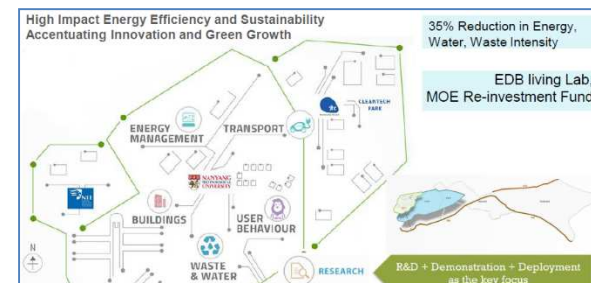 High Impact Energy Efficiency and Sustainability
Accentuating Innovation and Green Growth
35% Reduction in Energy,
Water, Waste Intensity
EDB living Lab,
MOE Re-investment Fund
CLEANTECH
PARK
ENERGY
MANAGEMENT
TRANSPORT
NANYANG
TECHNOLOGICAL
UNIVERSITY
BUILDINGS
USER
BEHAVIOUR
N
WASTE
& WATER
RESEARCH
R&D + Demonstration + Deployment
as the key focus